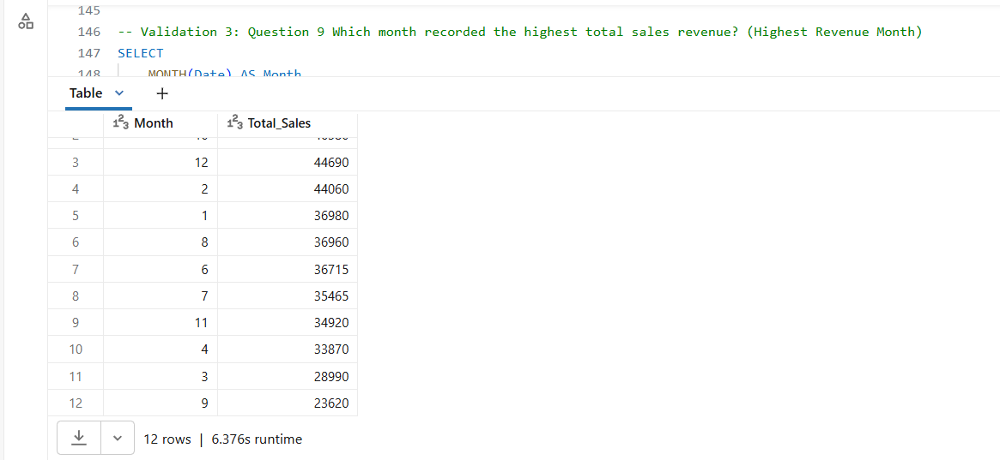 145
146 -- Validation 3: Question 9 Which month recorded the highest total sales revenue? (Highest Revenue Month)
147 SELECT
148 MONTH(Date) AS Month
Table +
123 Month 123 Total_Sales
3 12 44690
4 2 44060
5 1 36980
6 8 36960
7 6 36715
8 7 35465
9 11 34920
10 4 33870
11 3 28990
12 9 23620
12 rows | 6.376s runtime